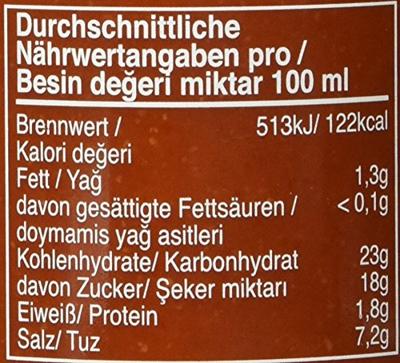 Durchschnittliche
Nährwertangaben pro /
Besin değeri miktar 100 ml
Brennwert / 513kJ/ 122kcal
Kalori değeri
Fett / Yağ 1,3g
davon gesättigte Fettsäuren / <0,1g
doymamis yağ asitleri
Kohlenhydrate/ Karbonhydrat 23g
davon Zucker/ Şeker miktarı 18g
Eiweiß/ Protein 1,8g
Salz/ Tuz 7,2g